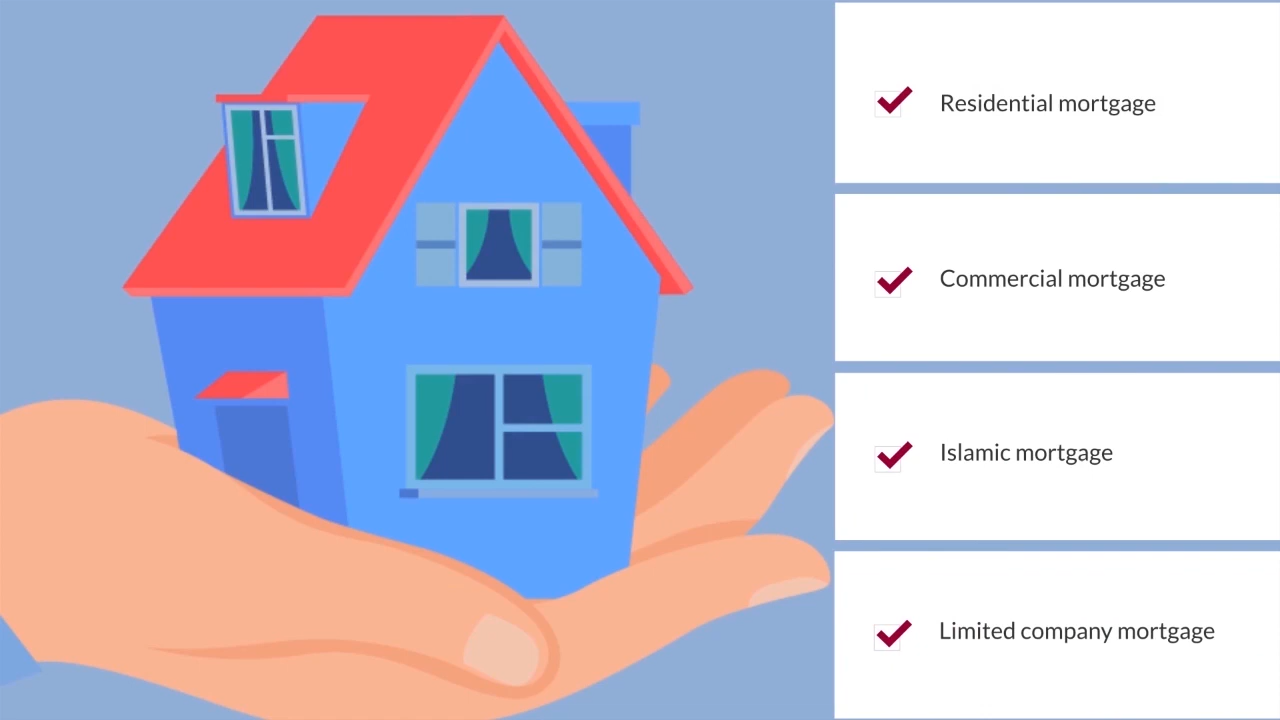 Residential mortgage
Commercial mortgage
Islamic mortgage
Limited company mortgage